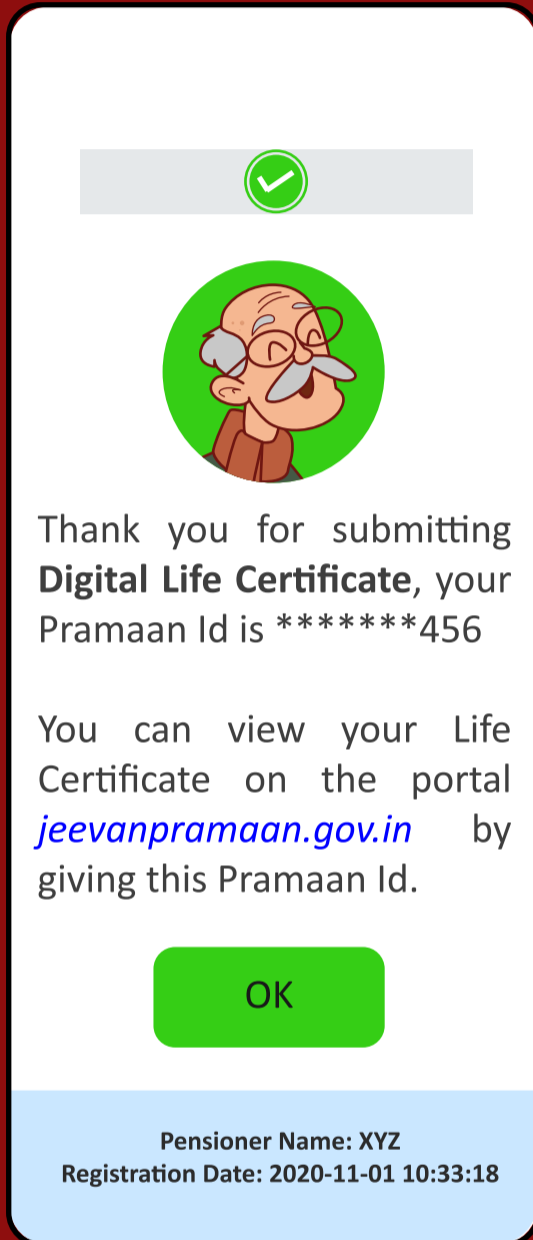 Thank you for submitting
Digital Life Certificate, your
Pramaan Id is *******456
You can view your Life
Certificate on the portal
jeevanpramaan.gov.in by
giving this Pramaan Id.
OK
Pensioner Name: XYZ
Registration Date: 2020-11-01 10:33:18